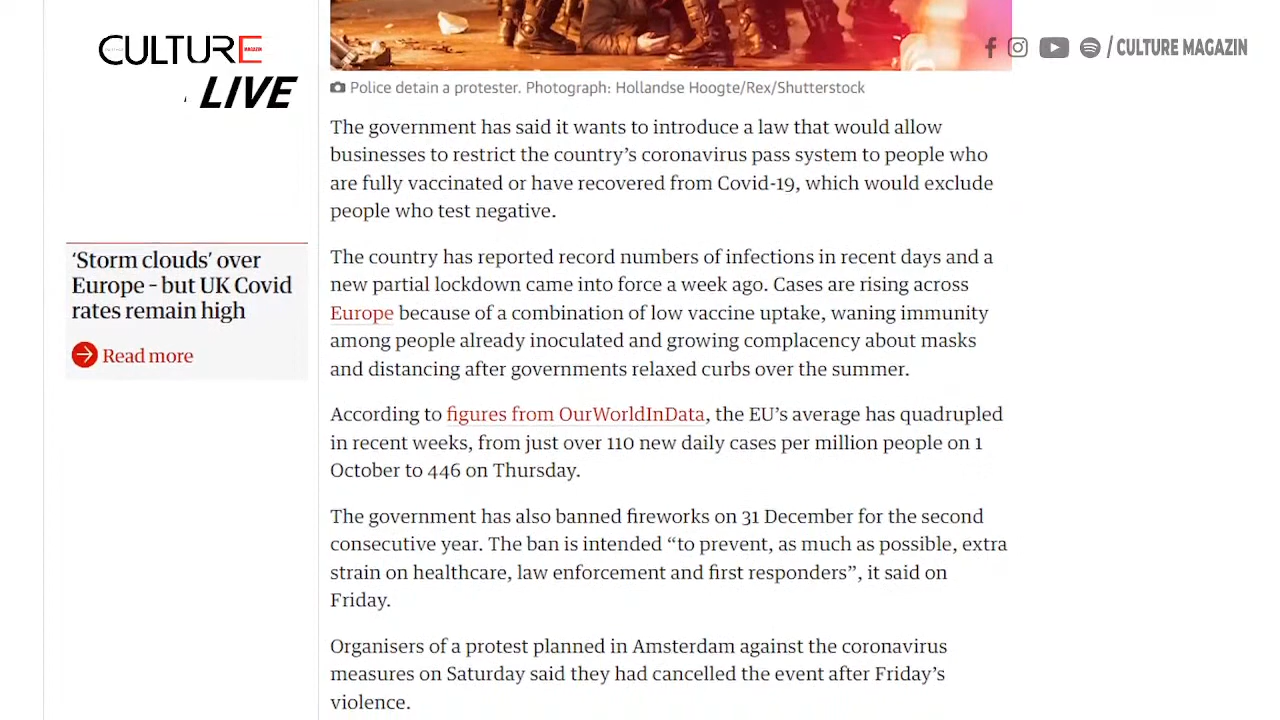 CULTURE
MAGAZIN
LIVE
/ CULTURE MAGAZIN
Police detain a protester. Photograph: Hollandse Hoogte/Rex/Shutterstock
The government has said it wants to introduce a law that would allow
businesses to restrict the country’s coronavirus pass system to people who
are fully vaccinated or have recovered from Covid-19, which would exclude
people who test negative.
‘Storm clouds’ over
Europe – but UK Covid
rates remain high
Read more
The country has reported record numbers of infections in recent days and a
new partial lockdown came into force a week ago. Cases are rising across
Europe because of a combination of low vaccine uptake, waning immunity
among people already inoculated and growing complacency about masks
and distancing after governments relaxed curbs over the summer.
According to figures from OurWorldInData, the EU’s average has quadrupled
in recent weeks, from just over 110 new daily cases per million people on 1
October to 446 on Thursday.
The government has also banned fireworks on 31 December for the second
consecutive year. The ban is intended “to prevent, as much as possible, extra
strain on healthcare, law enforcement and first responders”, it said on
Friday.
Organisers of a protest planned in Amsterdam against the coronavirus
measures on Saturday said they had cancelled the event after Friday’s
violence.